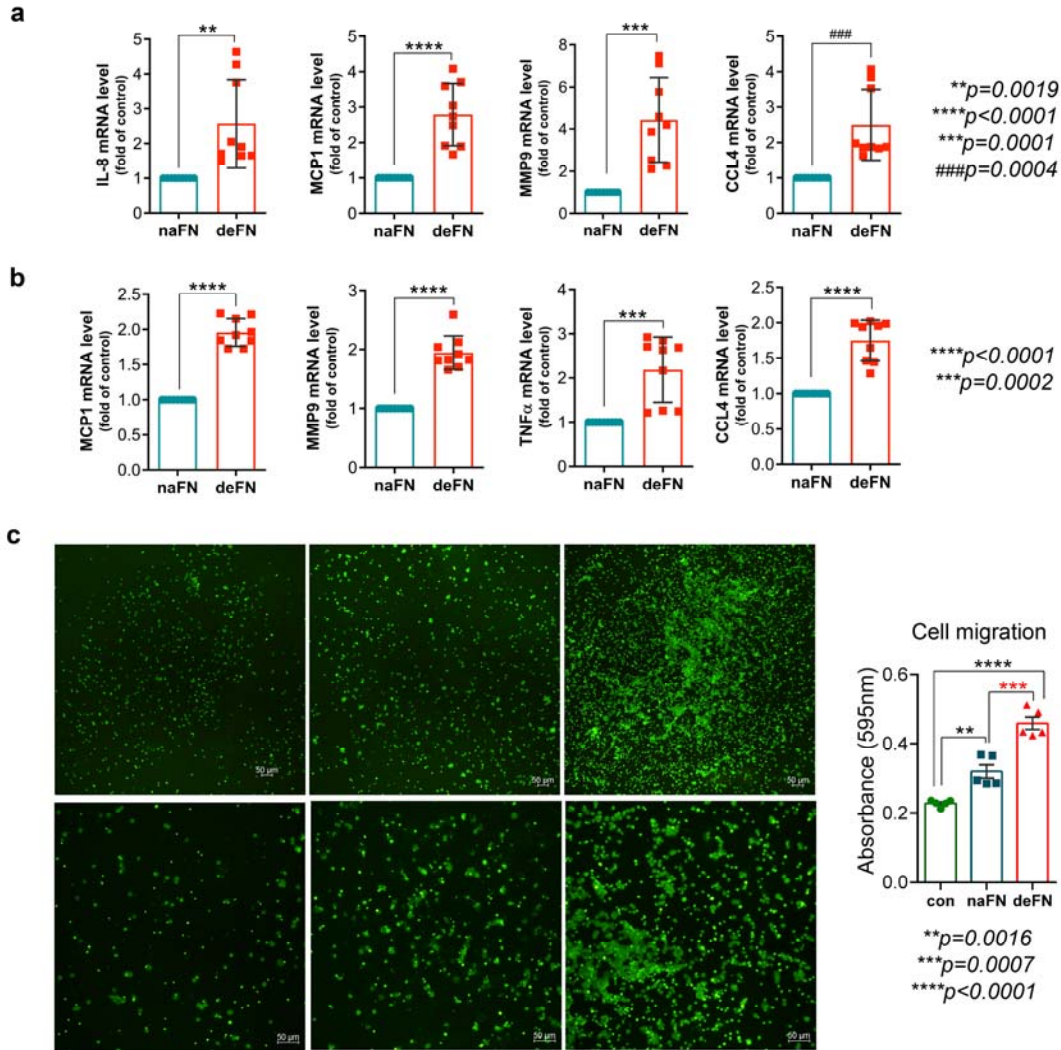 a
IL-8 mRNA level
(fold of control)
5
4
3
2
1
0
**
naFN deFN
MCP1 mRNA level
(fold of control)
5
4
3
2
1
0
****
naFN deFN
MMP9 mRNA level
(fold of control)
8
6
4
2
0
***
naFN deFN
CCL4 mRNA level
(fold of control)
5
4
3
2
1
0
###
naFN deFN
**p=0.0019
****p<0.0001
***p=0.0001
###p=0.0004
b
MCP1 mRNA level
(fold of control)
2.5
2.0
1.5
1.0
0.5
0.0
****
naFN deFN
MMP9 mRNA level
(fold of control)
3
2
1
0
****
naFN deFN
TNFα mRNA level
(fold of control)
4
3
2
1
0
***
naFN deFN
CCL4 mRNA level
(fold of control)
2.5
2.0
1.5
1.0
0.5
0.0
****
naFN deFN
****p<0.0001
***p=0.0002
c
50 µm
50 µm
50 µm
50 µm
50 µm
50 µm
Cell migration
Absorbance (595nm)
0.6
0.4
0.2
0.0
****
***
**
con naFN deFN
**p=0.0016
***p=0.0007
****p<0.0001